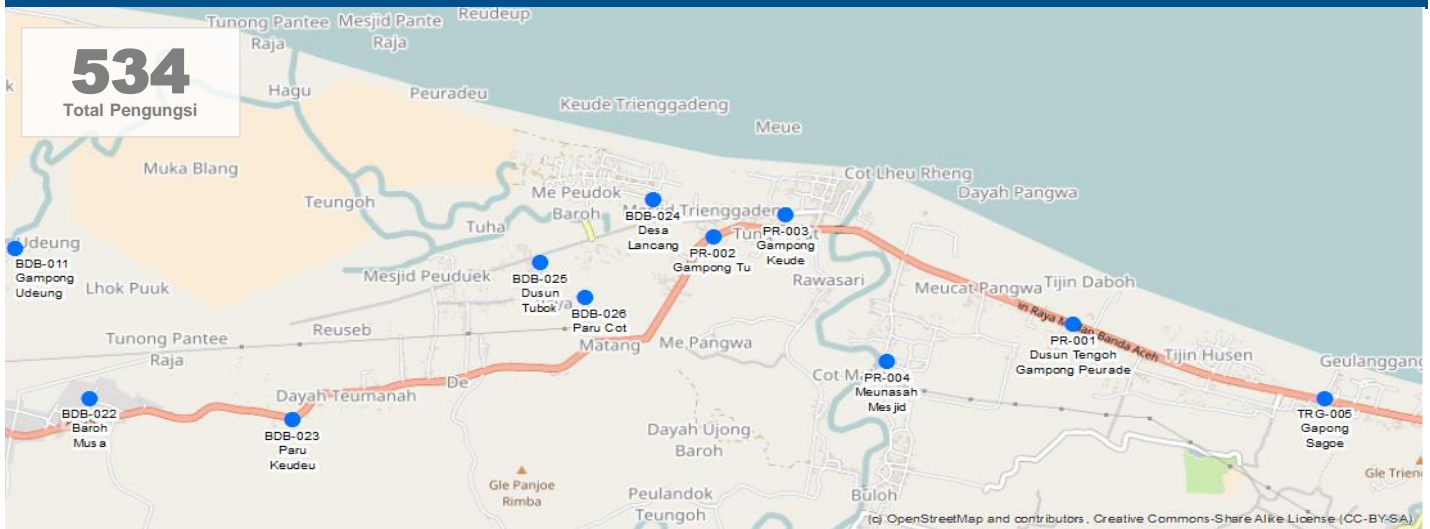 Reudeup
Tunong Pantee
Raja
Mesjid Pante
Raja
534
Total Pengungsi
Hagu
Peuradeu
Keude Trienggadeng
Meue
Muka Blang
Cot Lheu Rheng
Dayah Pangwa
Teungoh
Me Peudok
Baroh
Tuha
BDB-024
Desa
Lancang
PR-002
Gampong Tu
PR-003
Gampong
Keude
Udeung
BDB-011
Gampong
Udeung
Lhok Puuk
Mesjid Peuduek
BDB-025
Dusun
Tubok
BDB-026
Paru Cot
Rawasari
Meucat Pangwa
Tijin Daboh
Tunong Pantee
Raja
Reuseb
Matang
Me Pangwa
PR-001
Dusun Tengoh
Gampong Peurade
Banda Aceh
Tijin Husen
Geulanggang
PR-004
Meunasah
Mesjid
De
Dayah Teumanah
BDB-022
Baroh
Musa
BDB-023
Paru
Keudeu
TRG-005
Gapong
Sagoe
Dayah Ujong
Baroh
Gle Panjoe
Rimba
Peulandok
Teungoh
Buloh
Gle Trien
(c) OpenStreetMap and contributors, Creative Commons-Share Alike License (CC-BY-SA)